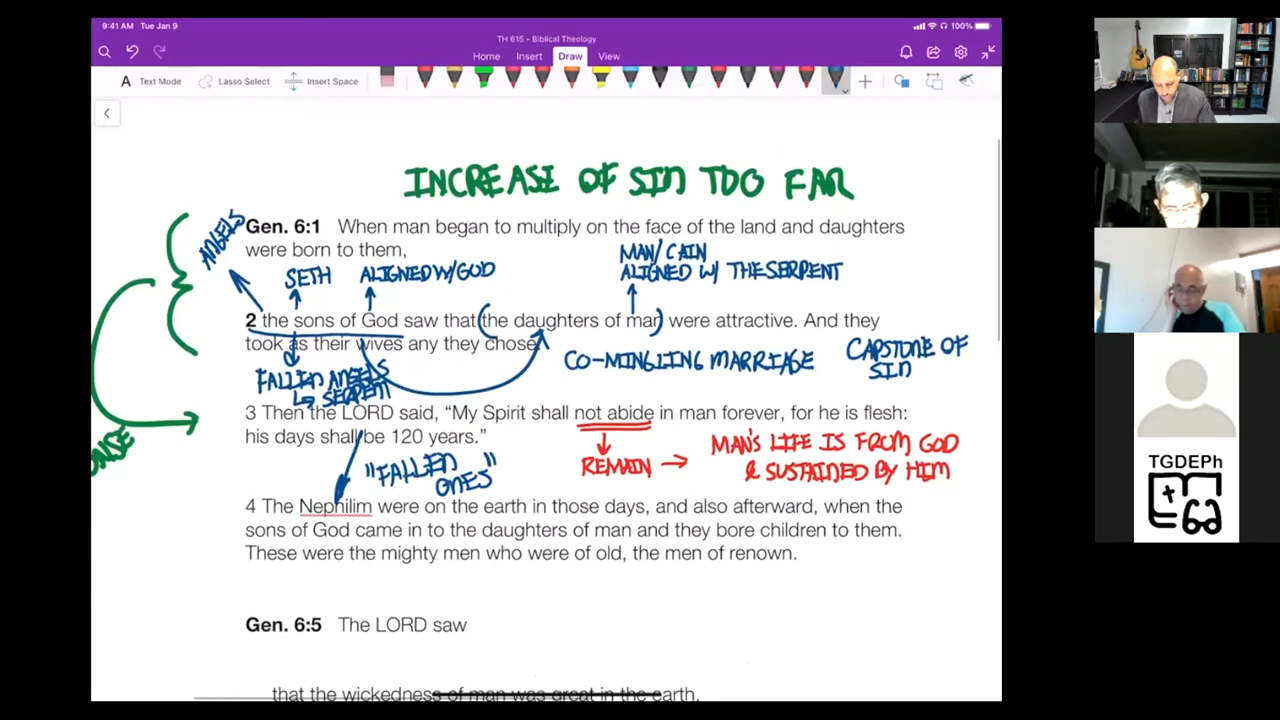 9:41 AM Tue Jan 9
100%
TH 615 - Biblical Theology
Home Insert Draw View
A Text Mode Lasso Select Insert Space
INCREASE OF SIN TOO FAR
Gen. 6:1 When man began to multiply on the face of the land and daughters
were born to them,
ANGELS
SETH ALIGNED W/ GOD
MAN/CAIN
ALIGNED W/ THE SERPENT
2 the sons of God saw that (the daughters of man) were attractive. And they
took as their wives any they chose.
CO-MINGLING MARRIAGE
CAPSTONE OF
SIN
FALLEN ANGELS
↳ SERPENT
3 Then the LORD said, “My Spirit shall not abide in man forever, for he is flesh:
his days shall be 120 years.”
REMAIN → MAN'S LIFE IS FROM GOD
& SUSTAINED BY HIM
"FALLEN
ONES"
4 The Nephilim were on the earth in those days, and also afterward, when the
sons of God came in to the daughters of man and they bore children to them.
These were the mighty men who were of old, the men of renown.
Gen. 6:5 The LORD saw
that the wickedness of man was great in the earth,
TGDEPh